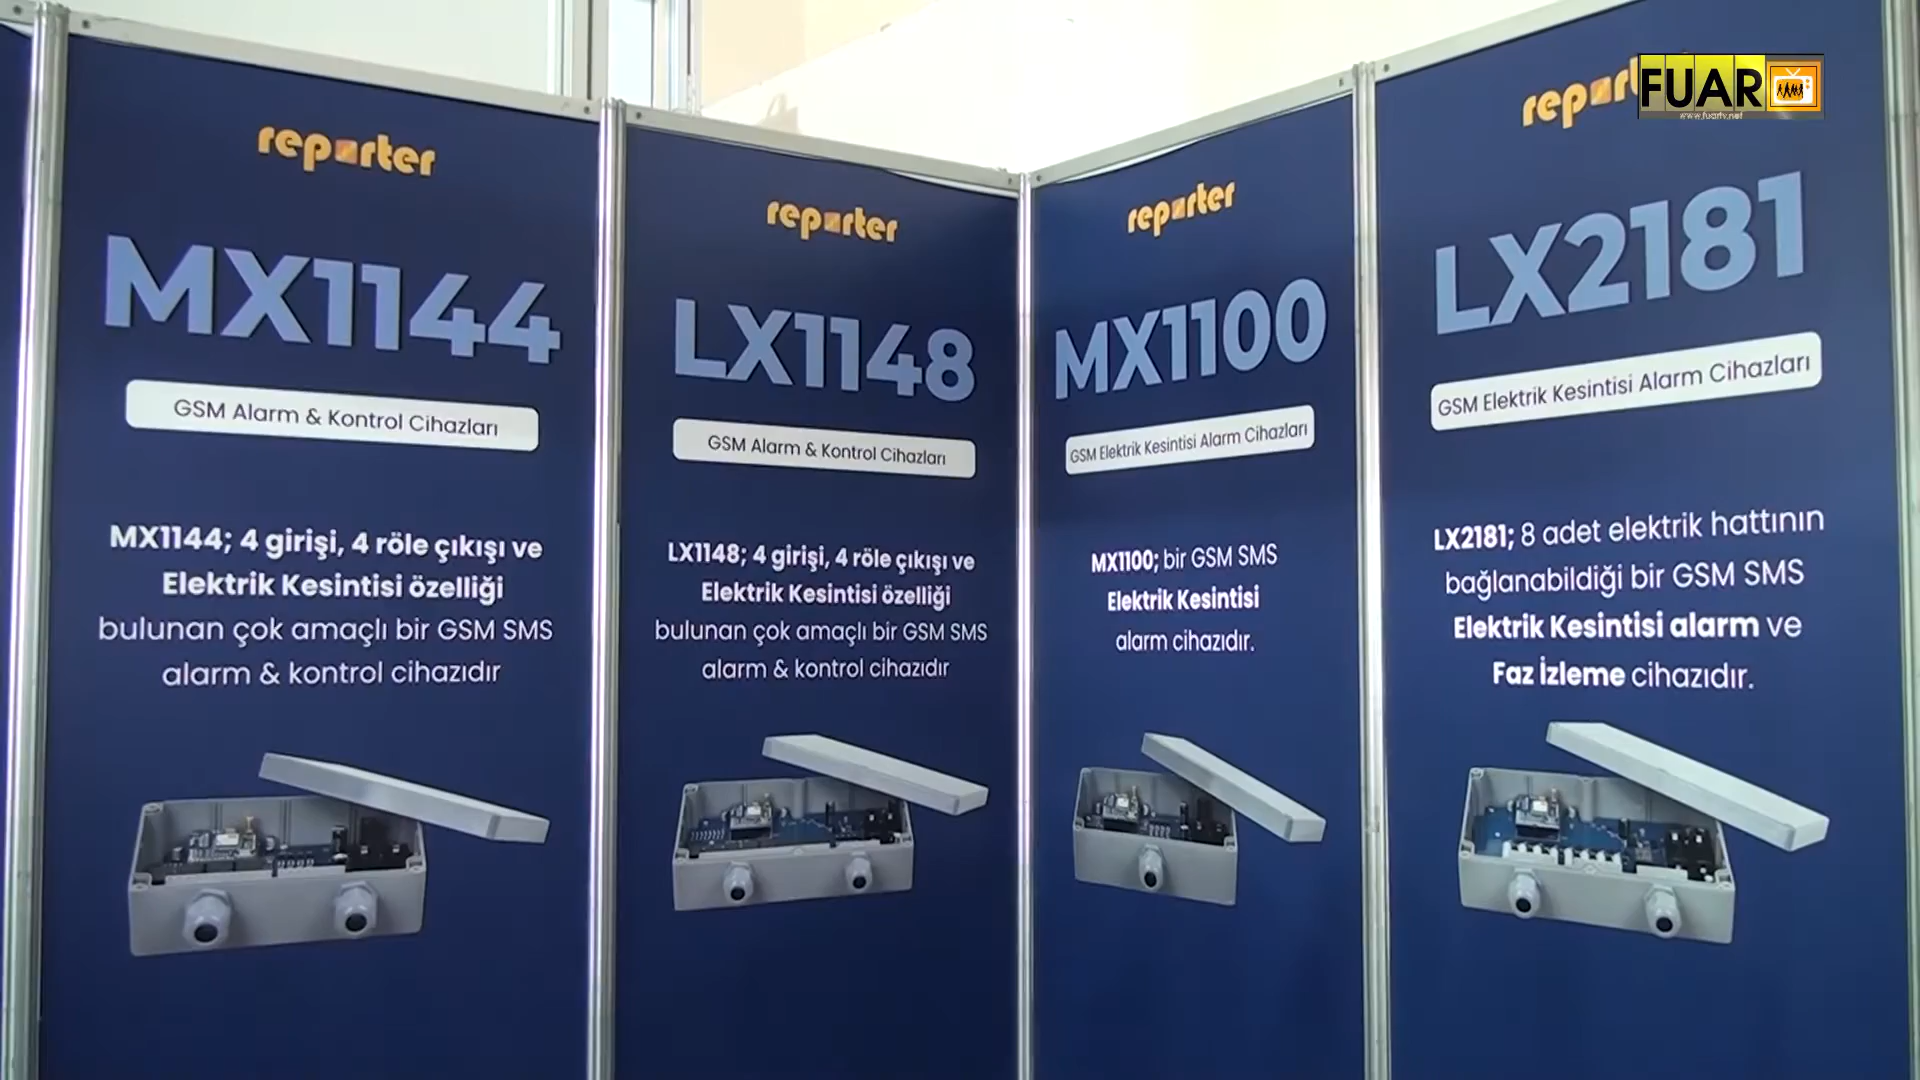 reporter
MX1144
GSM Alarm & Kontrol Cihazları
MX1144; 4 girişi, 4 röle çıkışı ve
Elektrik Kesintisi özelliği
bulunan çok amaçlı bir GSM SMS
alarm & kontrol cihazıdır
reporter
LX1148
GSM Alarm & Kontrol Cihazları
LX1148; 4 girişi, 4 röle çıkışı ve
Elektrik Kesintisi özelliği
bulunan çok amaçlı bir GSM SMS
alarm & kontrol cihazıdır
reporter
MX1100
GSM Elektrik Kesintisi Alarm Cihazları
MX1100; bir GSM SMS
Elektrik Kesintisi
alarm cihazıdır.
report
LX2181
GSM Elektrik Kesintisi Alarm Cihazları
LX2181; 8 adet elektrik hattının
bağlanabildiği bir GSM SMS
Elektrik Kesintisi alarm ve
Faz İzleme cihazıdır.
FUAR
www.fuartv.net